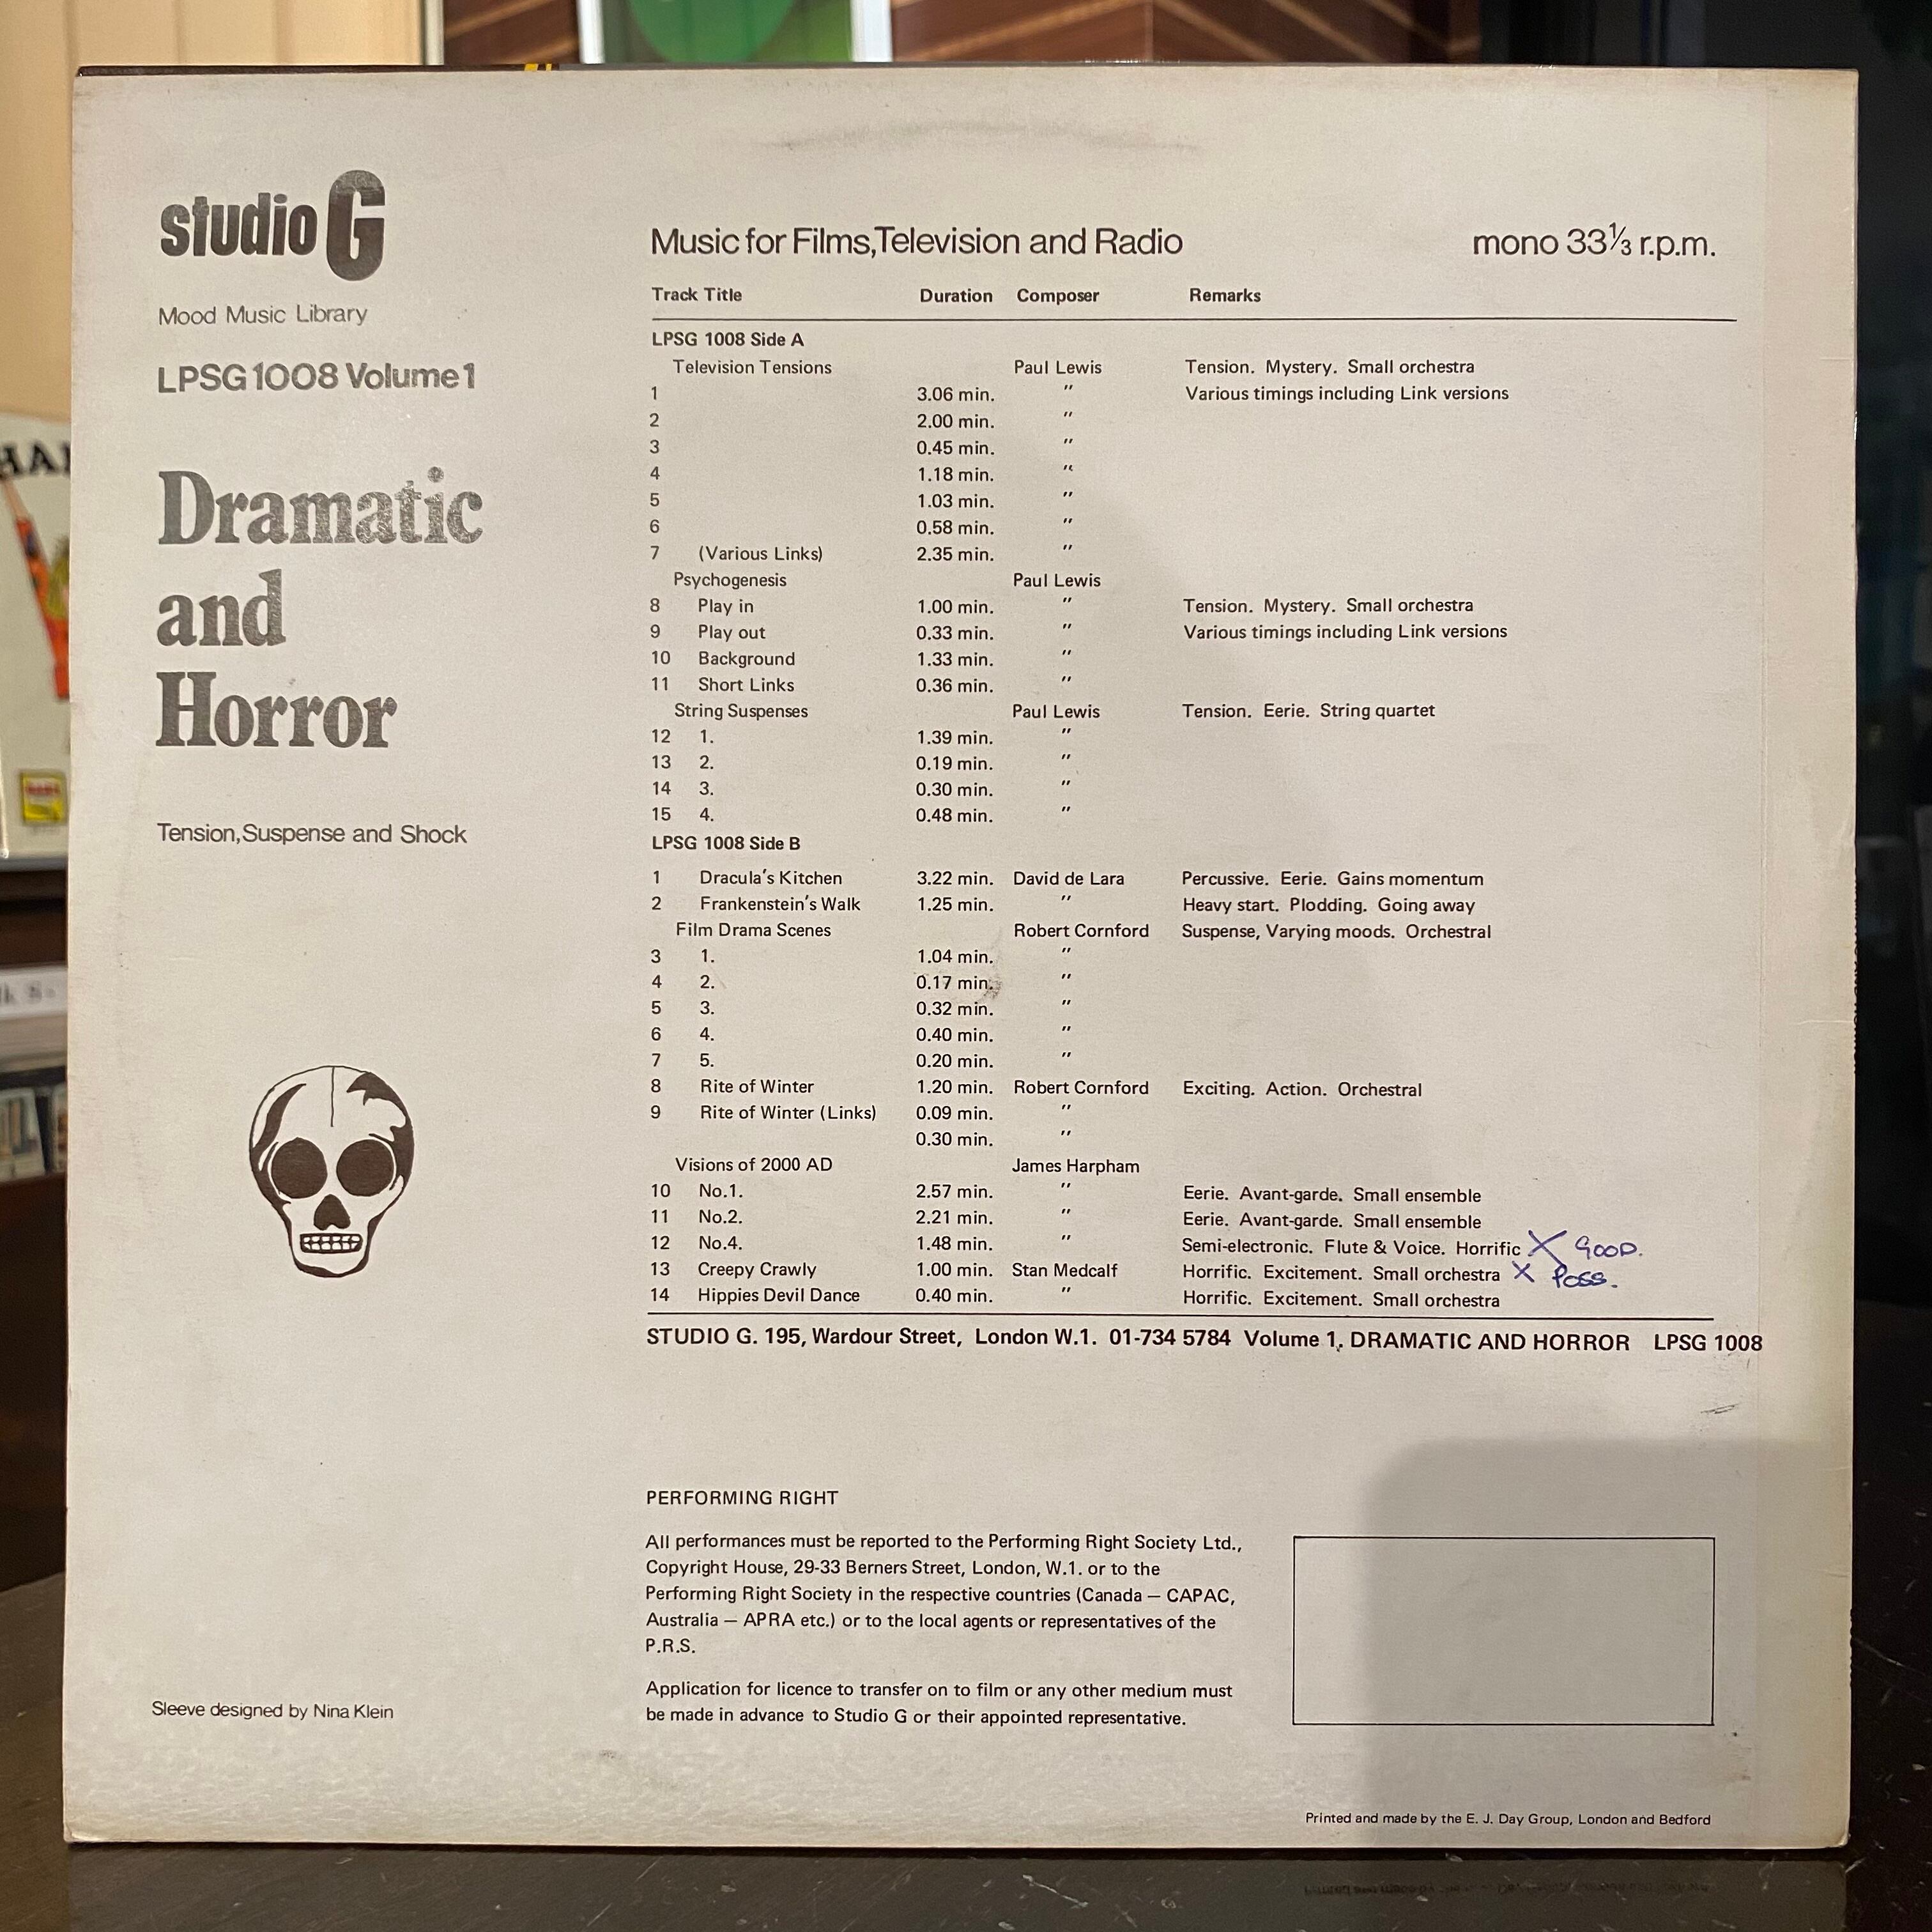 studio G
Mood Music Library
LPSG 1008 Volume 1
Dramatic
and
Horror
Tension, Suspense and Shock
Sleeve designed by Nina Klein
Music for Films, Television and Radio mono 33⅓ r.p.m.
Track Title Duration Composer Remarks
LPSG 1008 Side A
Television Tensions Paul Lewis Tension. Mystery. Small orchestra
1 3.06 min. " Various timings including Link versions
2 2.00 min. "
3 0.45 min. "
4 1.18 min. "
5 1.03 min. "
6 0.58 min. "
7 (Various Links) 2.35 min. "
Psychogenesis Paul Lewis
8 Play in 1.00 min. " Tension. Mystery. Small orchestra
9 Play out 0.33 min. " Various timings including Link versions
10 Background 1.33 min. "
11 Short Links 0.36 min. "
String Suspenses Paul Lewis Tension. Eerie. String quartet
12 1. 1.39 min. "
13 2. 0.19 min. "
14 3. 0.30 min. "
15 4. 0.48 min. "
LPSG 1008 Side B
1 Dracula's Kitchen 3.22 min. David de Lara Percussive. Eerie. Gains momentum
2 Frankenstein's Walk 1.25 min. " Heavy start. Plodding. Going away
Film Drama Scenes Robert Cornford Suspense, Varying moods. Orchestral
3 1. 1.04 min. "
4 2. 0.17 min. "
5 3. 0.32 min. "
6 4. 0.40 min. "
7 5. 0.20 min. "
8 Rite of Winter 1.20 min. Robert Cornford Exciting. Action. Orchestral
9 Rite of Winter (Links) 0.09 min. "
0.30 min. "
Visions of 2000 AD James Harpham
10 No.1. 2.57 min. " Eerie. Avant-garde. Small ensemble
11 No.2. 2.21 min. " Eerie. Avant-garde. Small ensemble
12 No.4. 1.48 min. " Semi-electronic. Flute & Voice. Horrific X GOOD.
13 Creepy Crawly 1.00 min. Stan Medcalf Horrific. Excitement. Small orchestra X Poss.
14 Hippies Devil Dance 0.40 min. " Horrific. Excitement. Small orchestra
STUDIO G. 195, Wardour Street, London W.1. 01-734 5784 Volume 1. DRAMATIC AND HORROR LPSG 1008
PERFORMING RIGHT
All performances must be reported to the Performing Right Society Ltd.,
Copyright House, 29-33 Berners Street, London, W.1. or to the
Performing Right Society in the respective countries (Canada — CAPAC,
Australia — APRA etc.) or to the local agents or representatives of the
P.R.S.
Application for licence to transfer on to film or any other medium must
be made in advance to Studio G or their appointed representative.
Printed and made by the E. J. Day Group, London and Bedford